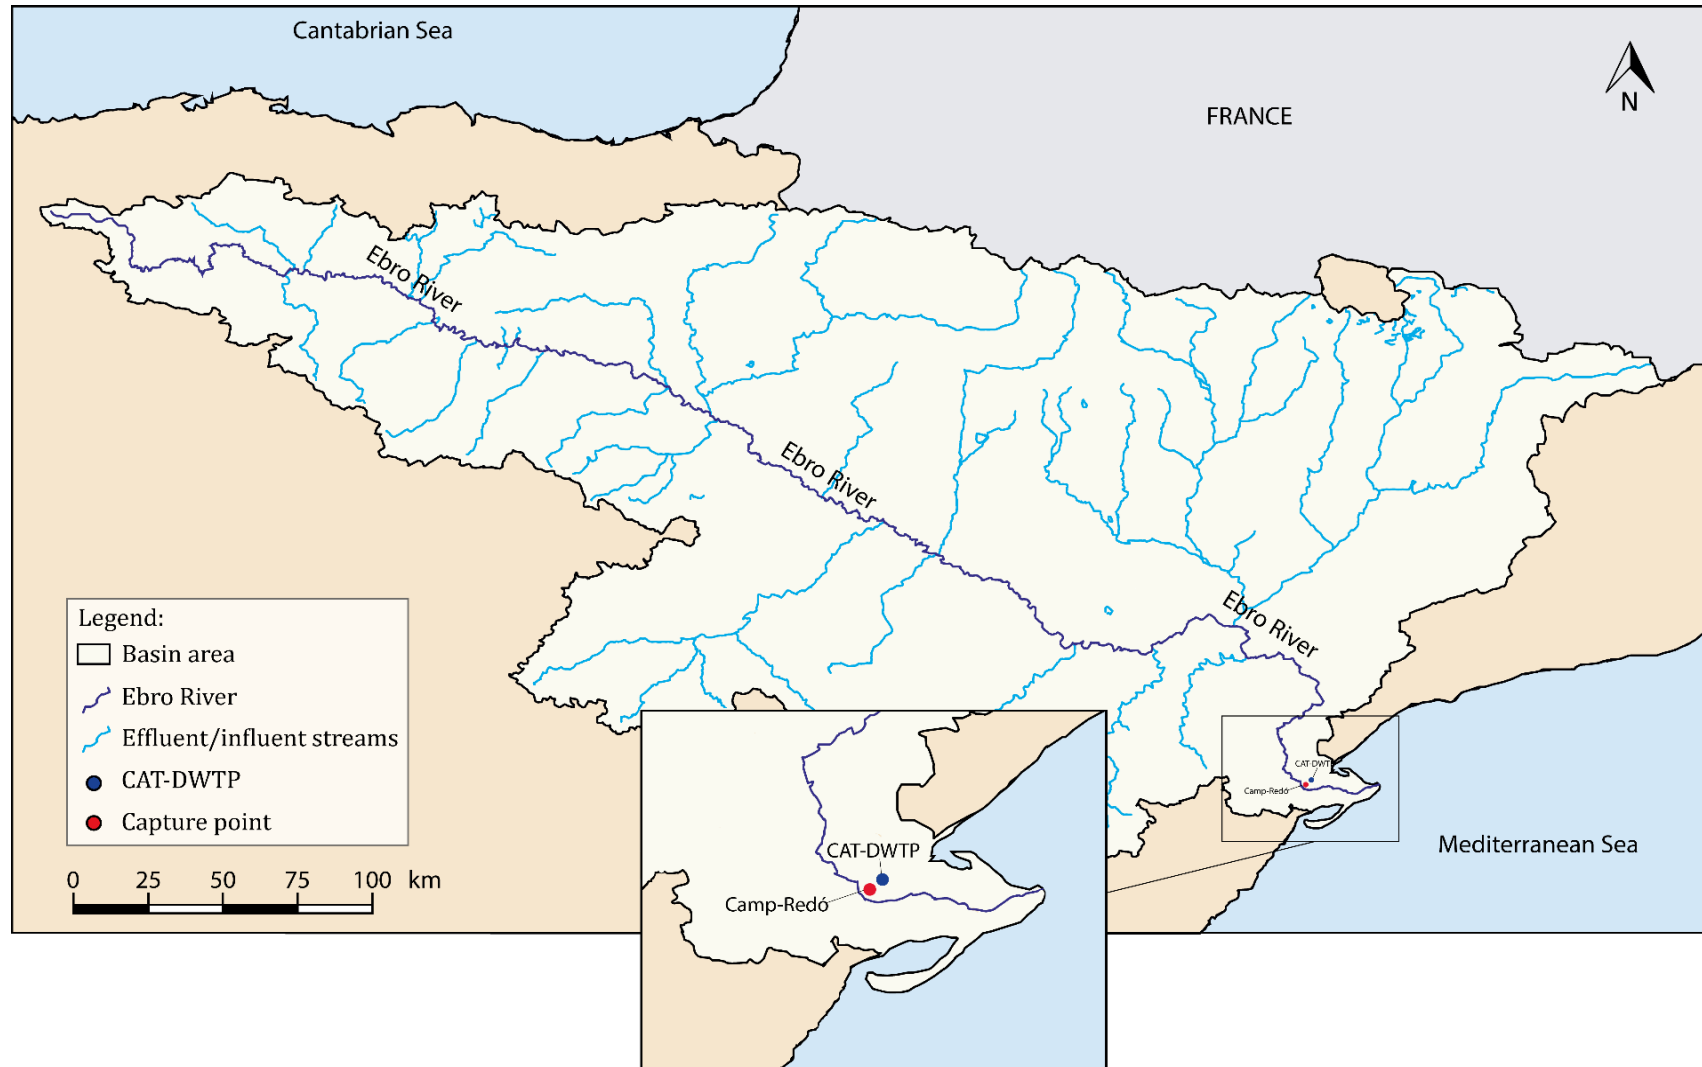 Cantabrian Sea
FRANCE
N
Ebro River
Ebro River
Ebro River
Legend:
Basin area
Ebro River
Effluent/influent streams
CAT-DWTP
Capture point
0 25 50 75 100 km
CAT-DWTP
Camp-Redó
CAT-DWT
Camp-Redó
Mediterranean Sea